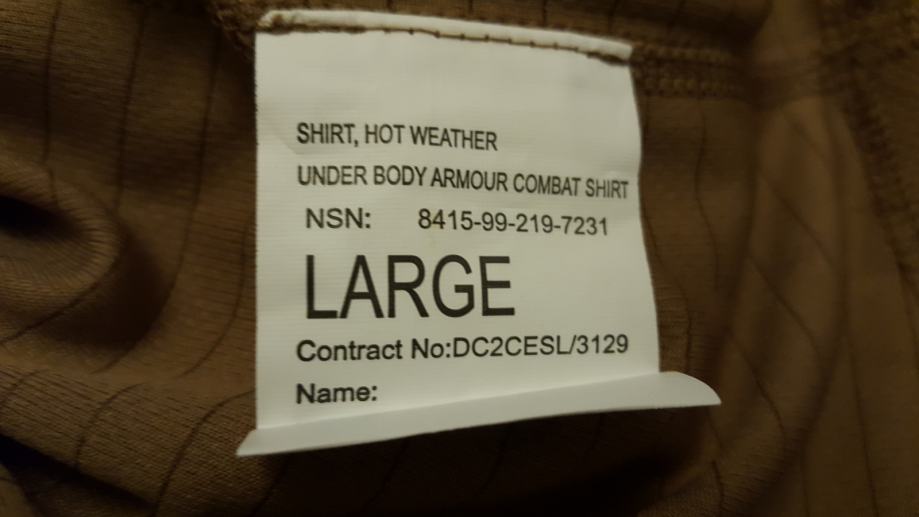 SHIRT, HOT WEATHER
UNDER BODY ARMOUR COMBAT SHIRT
NSN: 8415-99-219-7231
LARGE
Contract No:DC2CESL/3129
Name: